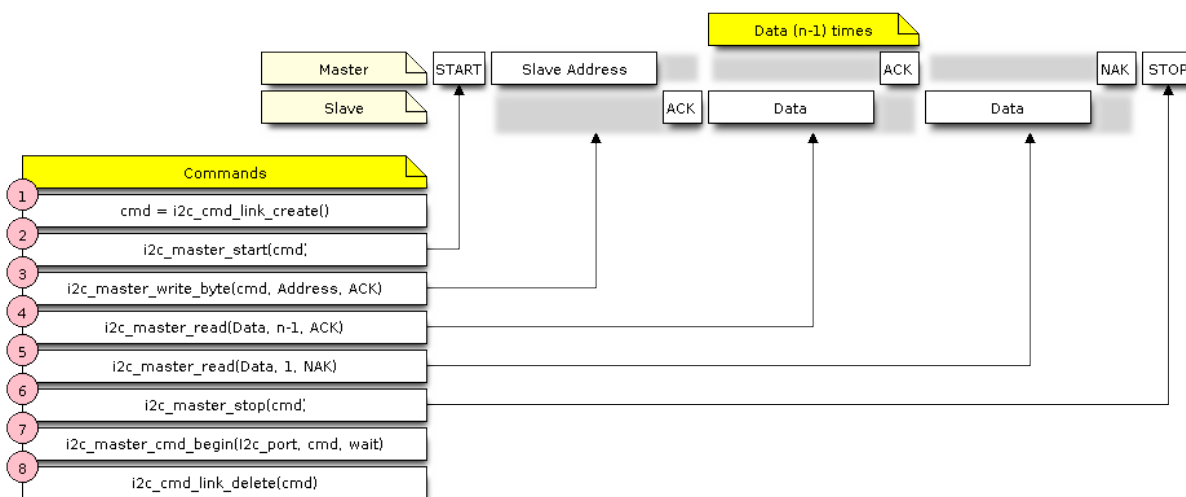 Data (n-1) times
Master START Slave Address ACK NAK STOP
Slave ACK Data Data
Commands
1 cmd = i2c_cmd_link_create()
2 i2c_master_start(cmd;
3 i2c_master_write_byte(cmd, Address, ACK)
4 i2c_master_read(Data, n-1, ACK)
5 i2c_master_read(Data, 1, NAK)
6 i2c_master_stop(cmd;
7 i2c_master_cmd_begin(I2c_port, cmd, wait)
8 i2c_cmd_link_delete(cmd)